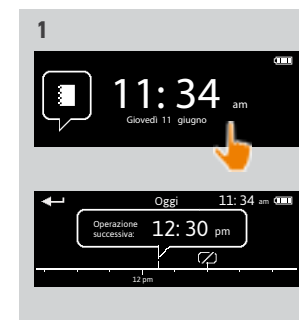 1
11:34 am
Giovedì 11 giugno
Oggi 11:34 am
Operazione
successiva: 12:30 pm
12 pm